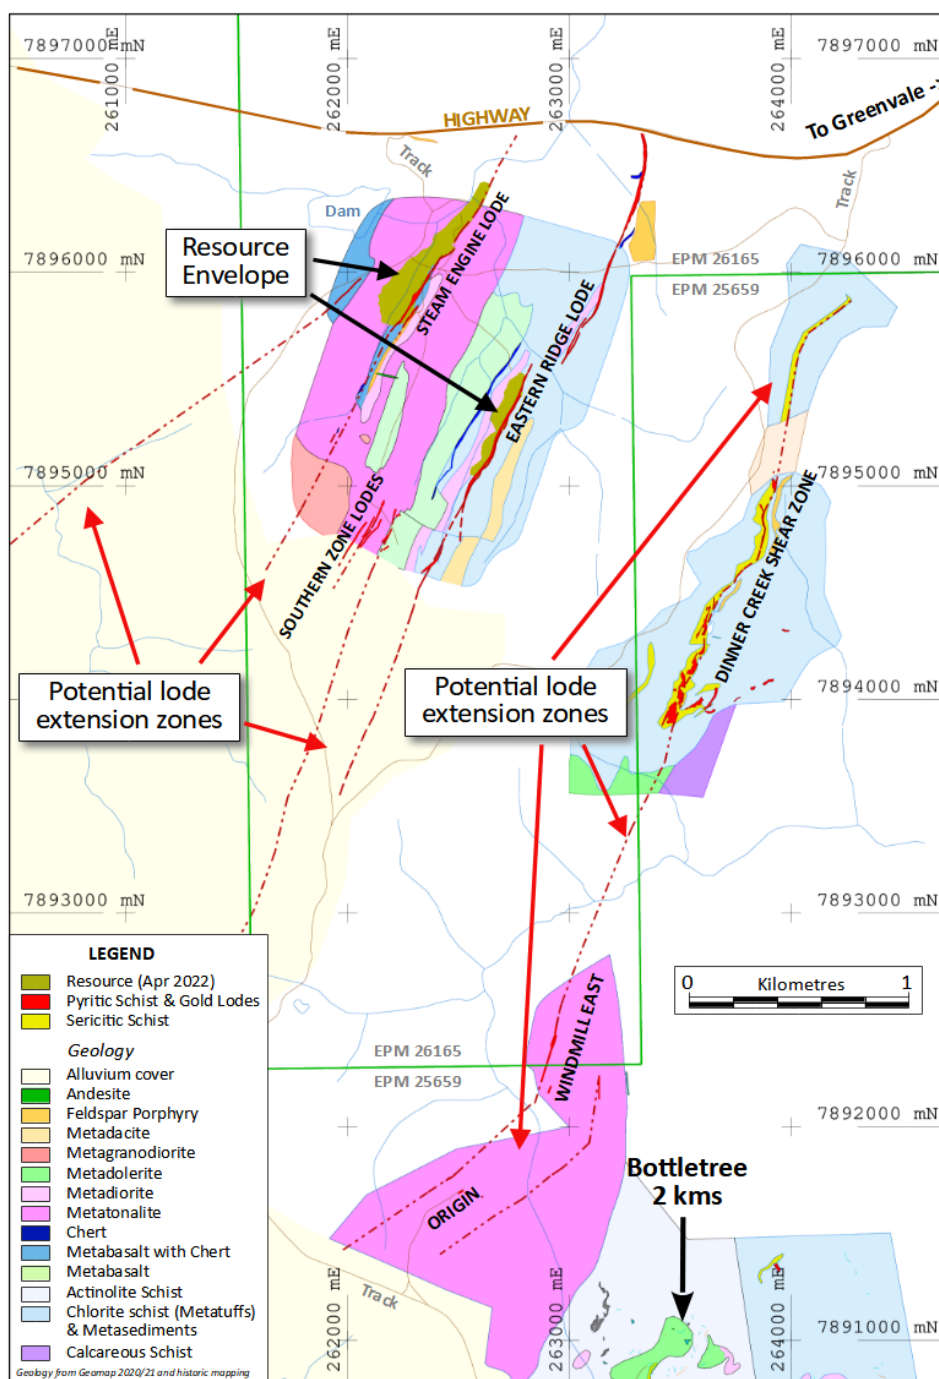 7897000 mN
261000 mE
262000 mE
263000 mE
264000 mE
7897000 mN
HIGHWAY
To Greenvale ->
Track
Track
Dam
Resource
Envelope
STEAM ENGINE LODE
7896000 mN
EPM 26165
7896000 mN
EPM 25659
EASTERN RIDGE LODE
7895000 mN
7895000 mN
SOUTHERN ZONE LODES
DINNER CREEK SHEAR ZONE
Potential lode
extension zones
Potential lode
extension zones
7894000 mN
7893000 mN
7893000 mN
LEGEND
Resource (Apr 2022)
Pyritic Schist & Gold Lodes
Sericitic Schist
Geology
Alluvium cover
Andesite
Feldspar Porphyry
Metadacite
Metagranodiorite
Metadolerite
Metadiorite
Metatonalite
Chert
Metabasalt with Chert
Metabasalt
Actinolite Schist
Chlorite schist (Metatuffs)
& Metasediments
Calcareous Schist
Geology from Geomap 2020/21 and historic mapping
0 Kilometres 1
WINDMILL EAST
EPM 26165
EPM 25659
7892000 mN
ORIGIN
Bottletree
2 kms
Track
262000 mE
263000 mE
264000 mE
7891000 mN